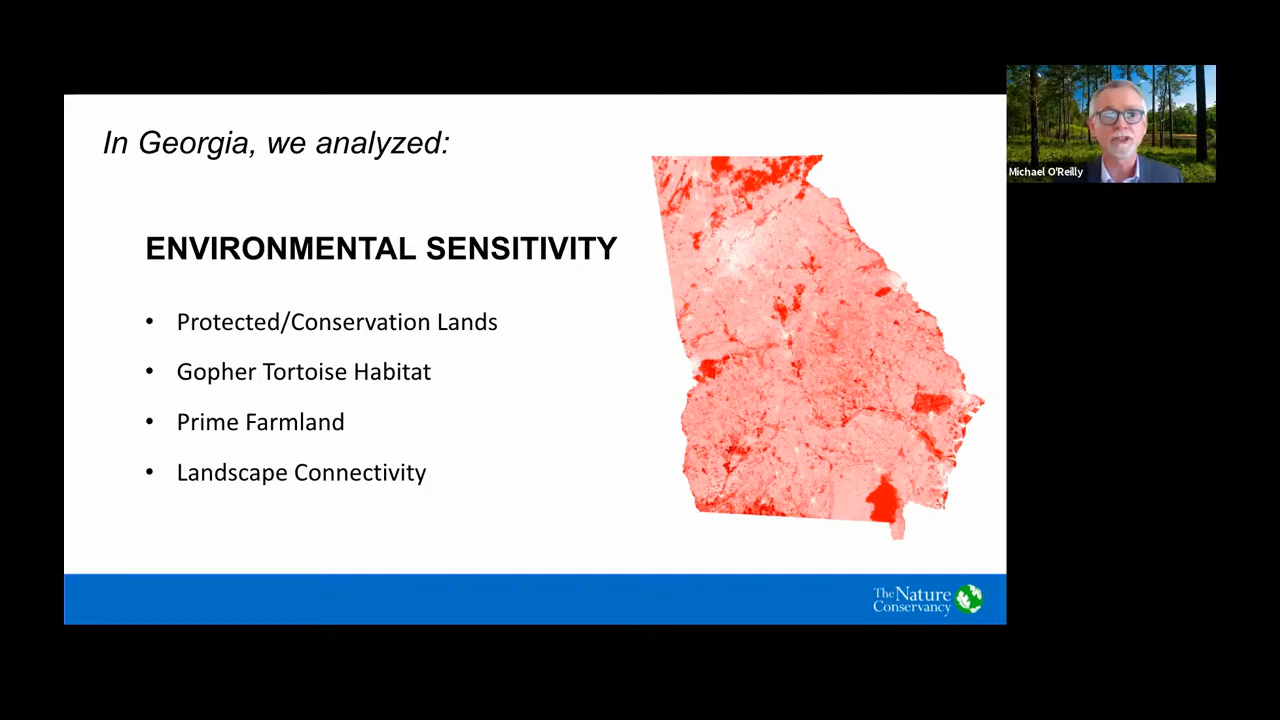 In Georgia, we analyzed:
ENVIRONMENTAL SENSITIVITY
• Protected/Conservation Lands
• Gopher Tortoise Habitat
• Prime Farmland
• Landscape Connectivity
The Nature
Conservancy
Michael O'Reilly